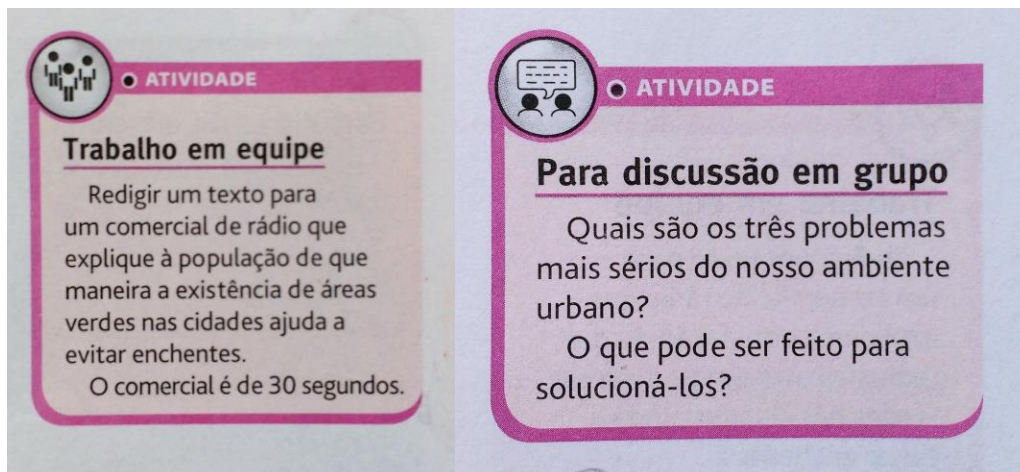 ATIVIDADE
Trabalho em equipe
Redigir um texto para
um comercial de rádio que
explique à população de que
maneira a existência de áreas
verdes nas cidades ajuda a
evitar enchentes.
O comercial é de 30 segundos.
ATIVIDADE
Para discussão em grupo
Quais são os três problemas
mais sérios do nosso ambiente
urbano?
O que pode ser feito para
solucioná-los?